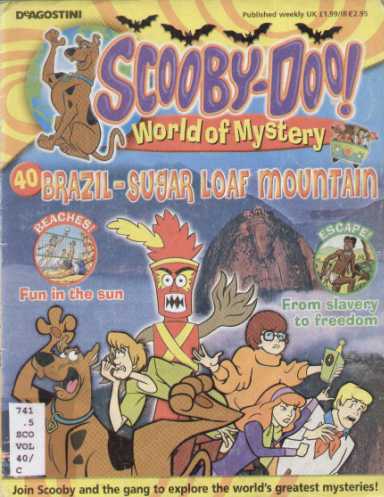 DeAGOSTINI
Published weekly UK £1.99/IR €2.95
SCOOBY-DOO!
World of Mystery
40 BRAZIL - SUGAR LOAF MOUNTAIN
BEACHES!
Fun in the sun
ESCAPE!
From slavery
to freedom
741
.5
SCO
VOL
40/
C
Join Scooby and the gang to explore the world's greatest mysteries!